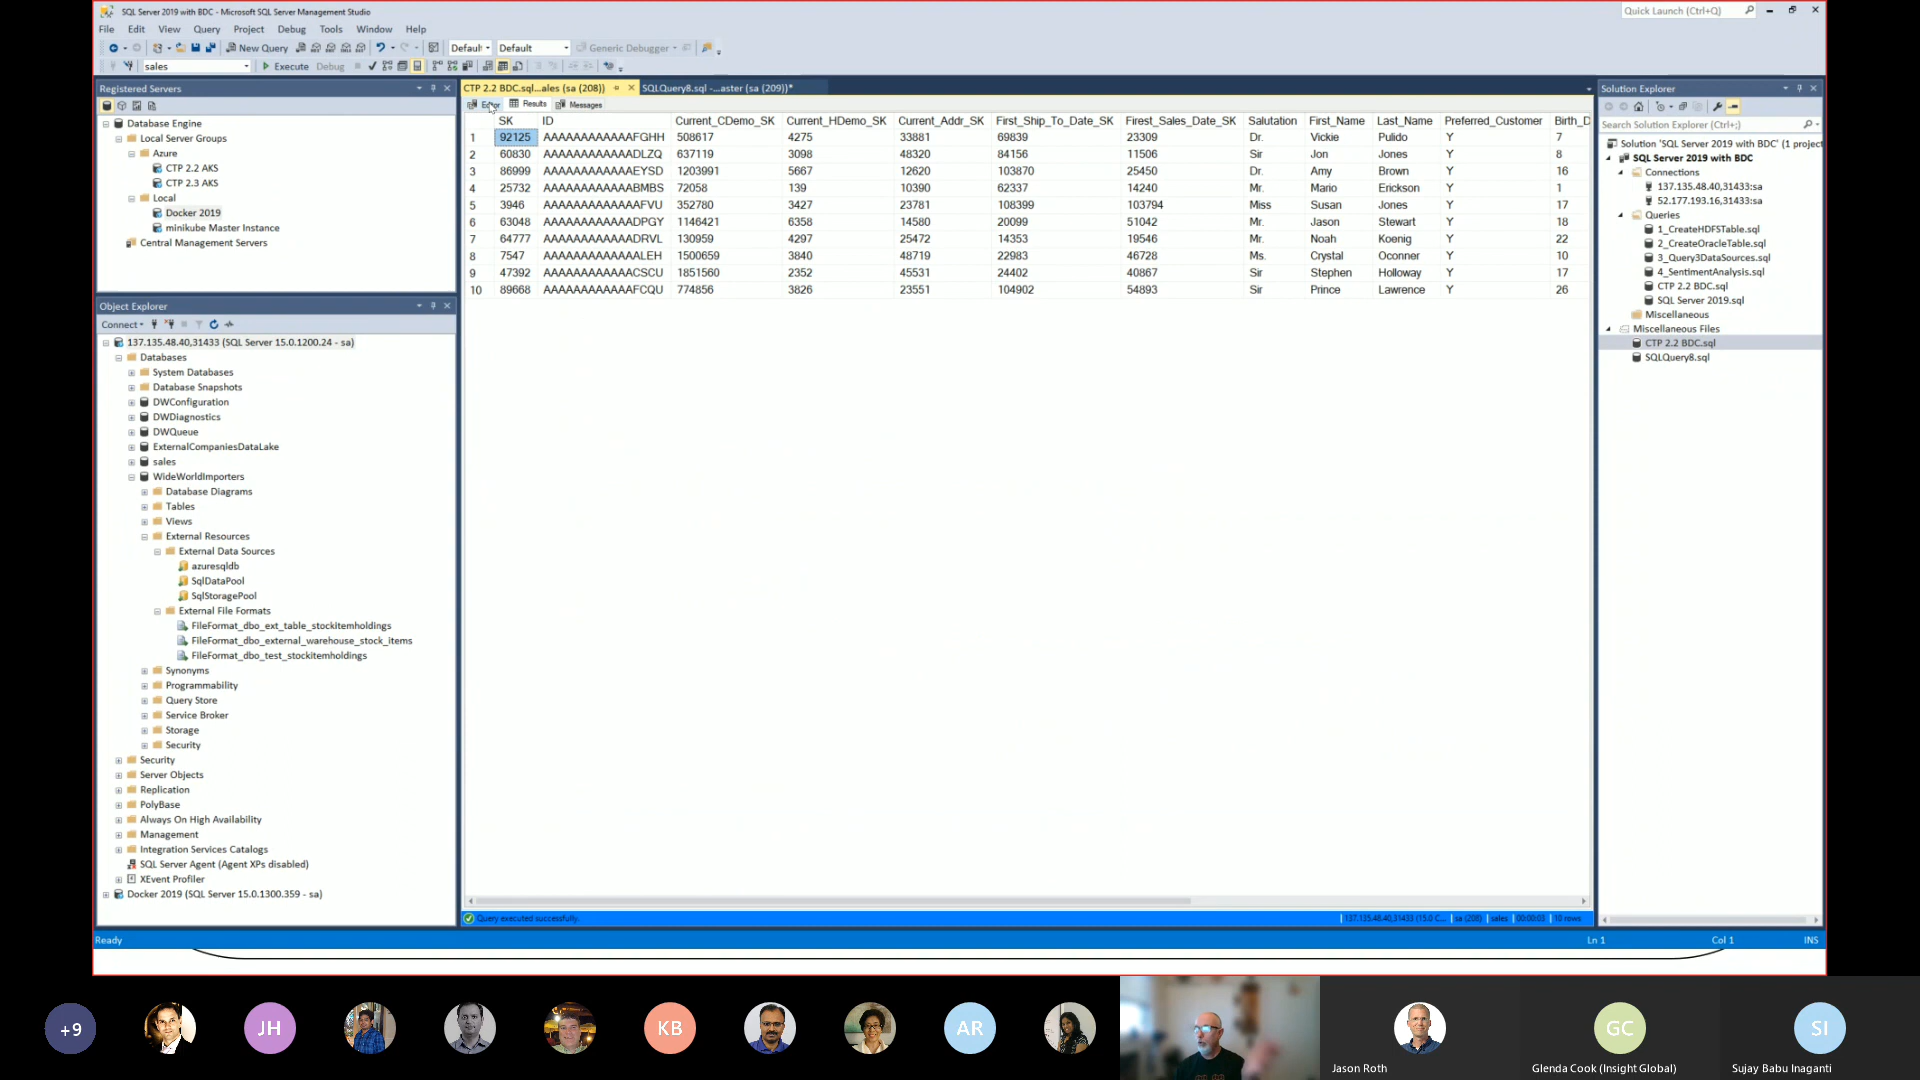 SQL Server 2019 with BDC - Microsoft SQL Server Management Studio
Quick Launch (Ctrl+Q)
File Edit View Query Project Debug Tools Window Help
New Query Default Default Generic Debugger
sales Execute Debug
Registered Servers
Database Engine
Local Server Groups
Azure
CTP 2.2 AKS
CTP 2.3 AKS
Local
Docker 2019
minikube Master Instance
Central Management Servers
Object Explorer
Connect
137.135.48.40,31433 (SQL Server 15.0.1200.24 - sa)
Databases
System Databases
Database Snapshots
DWConfiguration
DWDiagnostics
DWQueue
ExternalCompaniesDataLake
sales
WideWorldImporters
Database Diagrams
Tables
Views
External Resources
External Data Sources
azuresqldb
SqlDataPool
SqlStoragePool
External File Formats
FileFormat_dbo_ext_table_stockitemholdings
FileFormat_dbo_external_warehouse_stock_items
FileFormat_dbo_test_stockitemholdings
Synonyms
Programmability
Query Store
Service Broker
Storage
Security
Security
Server Objects
Replication
PolyBase
Always On High Availability
Management
Integration Services Catalogs
SQL Server Agent (Agent XPs disabled)
XEvent Profiler
Docker 2019 (SQL Server 15.0.1300.359 - sa)
CTP 2.2 BDC.sql...ales (sa (208)) SQLQuery8.sql -...aster (sa (209))*
Editor Results Messages
SK ID Current_CDemo_SK Current_HDemo_SK Current_Addr_SK First_Ship_To_Date_SK Firest_Sales_Date_SK Salutation First_Name Last_Name Preferred_Customer Birth_D
1 92125 AAAAAAAAAAAAFGHH 508617 4275 33881 69839 23309 Dr. Vickie Pulido Y 7
2 60830 AAAAAAAAAAAADLZQ 637119 3098 48320 84156 11506 Sir Jon Jones Y 8
3 86999 AAAAAAAAAAAAEYSD 1203991 5667 12620 103870 25450 Dr. Amy Brown Y 16
4 25732 AAAAAAAAAAAABMBS 72058 139 10390 62337 14240 Mr. Mario Erickson Y 1
5 3946 AAAAAAAAAAAAAFVU 352780 3427 23781 108399 103794 Miss Susan Jones Y 17
6 63048 AAAAAAAAAAAADPGY 1146421 6358 14580 20099 51042 Mr. Jason Stewart Y 18
7 64777 AAAAAAAAAAAADRVL 130959 4297 25472 14353 19546 Mr. Noah Koenig Y 22
8 7547 AAAAAAAAAAAAALEH 1500659 3840 48719 22983 46728 Ms. Crystal Oconner Y 10
9 47392 AAAAAAAAAAAACSCU 1851560 2352 45531 24402 40867 Sir Stephen Holloway Y 17
10 89668 AAAAAAAAAAAAFCQU 774856 3826 23551 104902 54893 Sir Prince Lawrence Y 26
Query executed successfully. 137.135.48.40,31433 (15.0 C... sa (208) sales 00:00:03 10 rows
Solution Explorer
Search Solution Explorer (Ctrl+;)
Solution 'SQL Server 2019 with BDC' (1 project
SQL Server 2019 with BDC
Connections
137.135.48.40,31433:sa
52.177.193.16,31433:sa
Queries
1_CreateHDFSTable.sql
2_CreateOracleTable.sql
3_Query3DataSources.sql
4_SentimentAnalysis.sql
CTP 2.2 BDC.sql
SQL Server 2019.sql
Miscellaneous
Miscellaneous Files
CTP 2.2 BDC.sql
SQLQuery8.sql
Ready Ln 1 Col 1 INS
+9 JH KB AR GC SI
Jason Roth Glenda Cook (Insight Global) Sujay Babu Inaganti